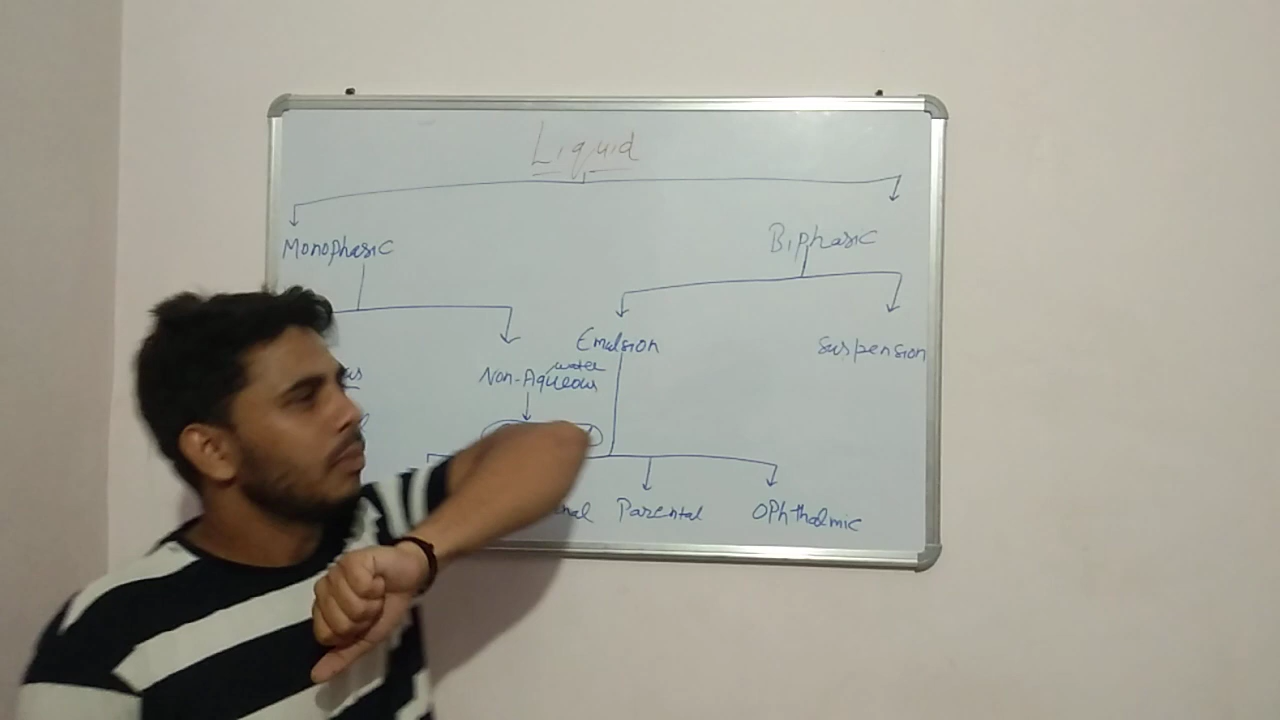 Liquid
Monophasic
Biphasic
Emulsion
Suspension
water
Non-Aqueous
Parental
Ophthalmic